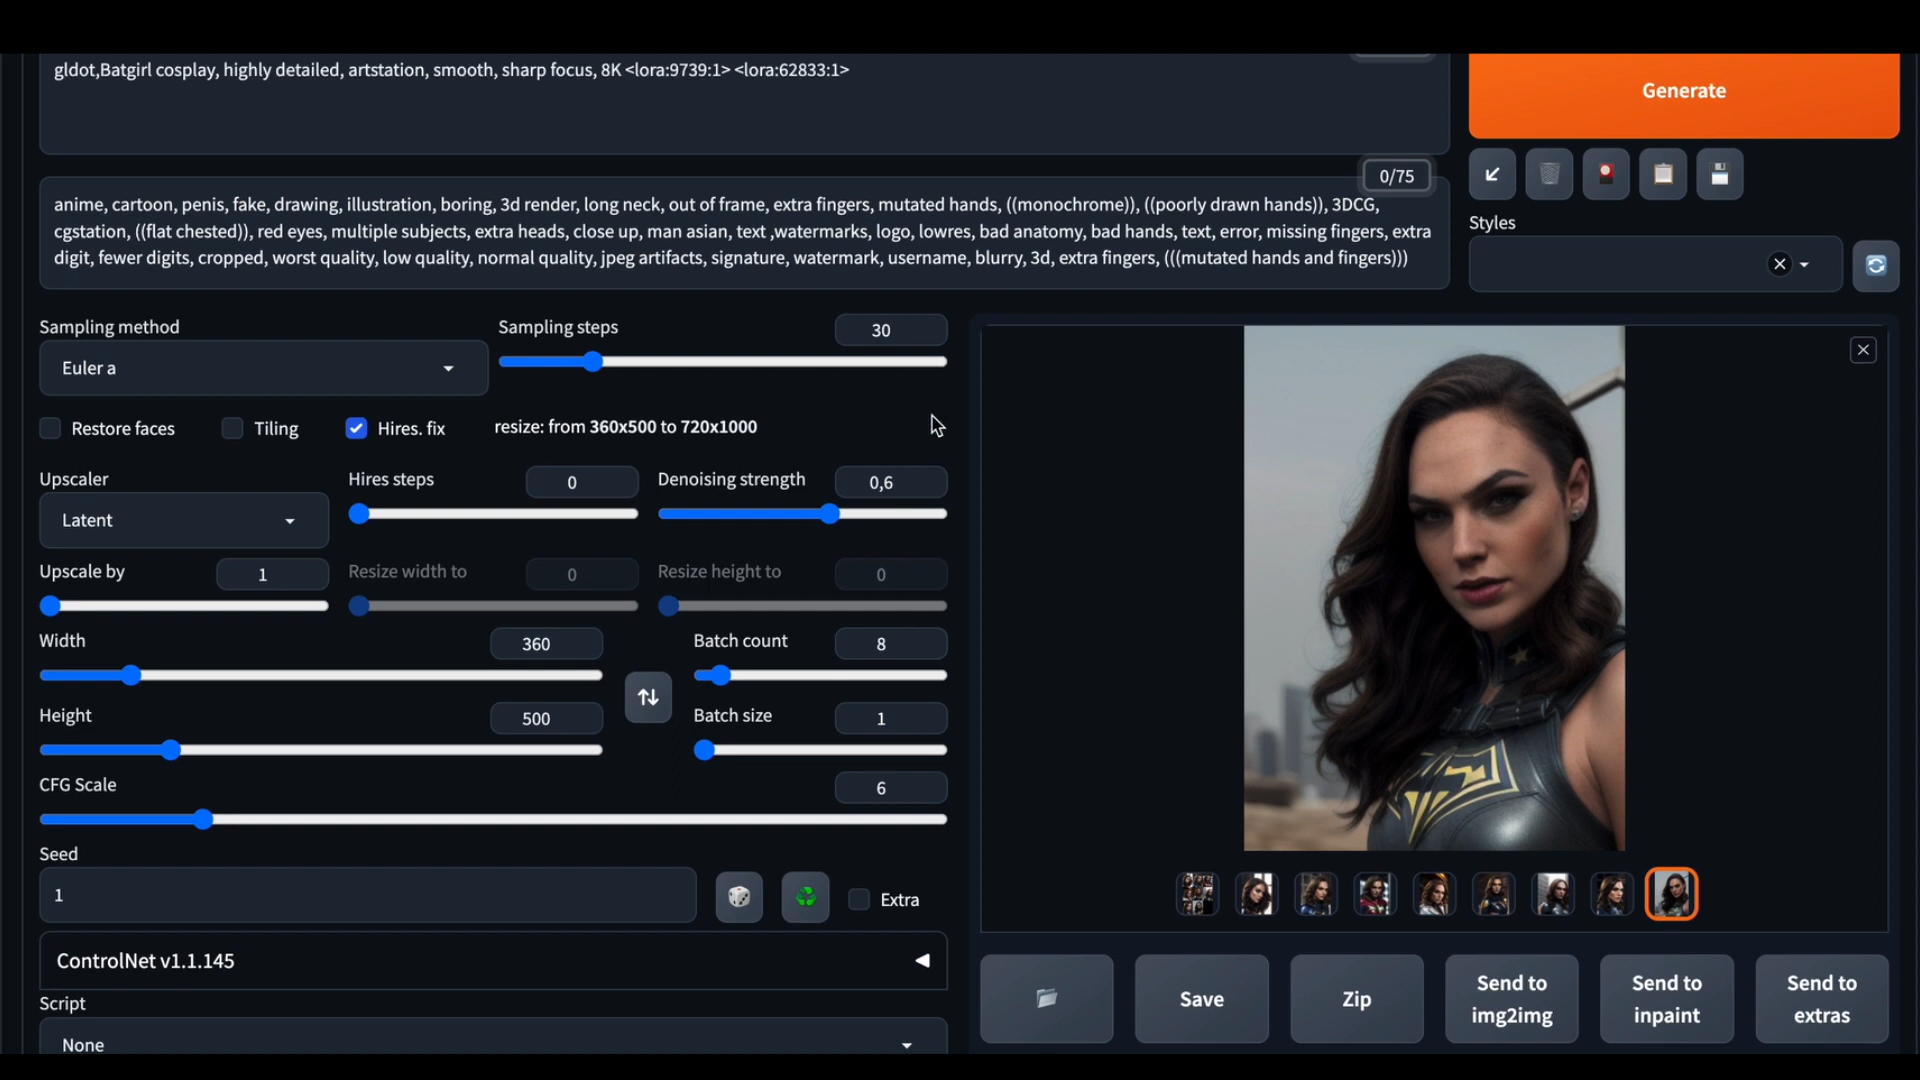 gldot,Batgirl cosplay, highly detailed, artstation, smooth, sharp focus, 8K <lora:9739:1> <lora:62833:1>
Generate
0/75
anime, cartoon, penis, fake, drawing, illustration, boring, 3d render, long neck, out of frame, extra fingers, mutated hands, ((monochrome)), ((poorly drawn hands)), 3DCG,
cgstation, ((flat chested)), red eyes, multiple subjects, extra heads, close up, man asian, text ,watermarks, logo, lowres, bad anatomy, bad hands, text, error, missing fingers, extra
digit, fewer digits, cropped, worst quality, low quality, normal quality, jpeg artifacts, signature, watermark, username, blurry, 3d, extra fingers, (((mutated hands and fingers)))
Styles
Sampling method
Sampling steps
30
Euler a
Restore faces
Tiling
Hires. fix
resize: from 360x500 to 720x1000
Upscaler
Hires steps
0
Denoising strength
0,6
Latent
Upscale by
1
Resize width to
0
Resize height to
0
Width
360
Batch count
8
Height
500
Batch size
1
CFG Scale
6
Seed
1
Extra
ControlNet v1.1.145
Script
None
Save
Zip
Send to
img2img
Send to
inpaint
Send to
extras